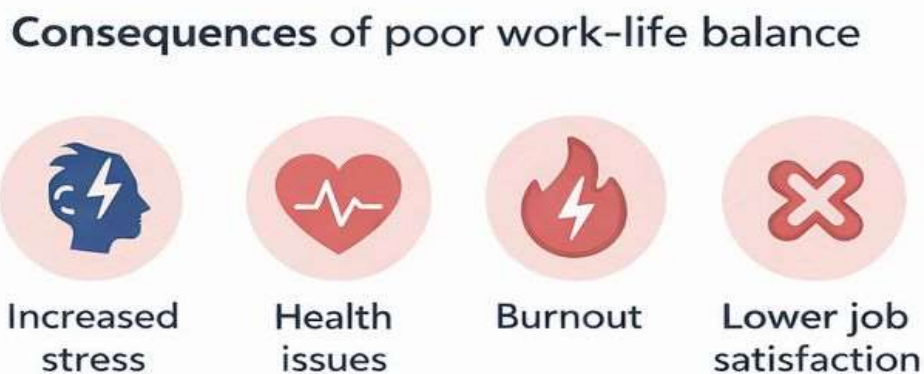 Consequences of poor work-life balance
Increased
stress
Health
issues
Burnout
Lower job
satisfaction